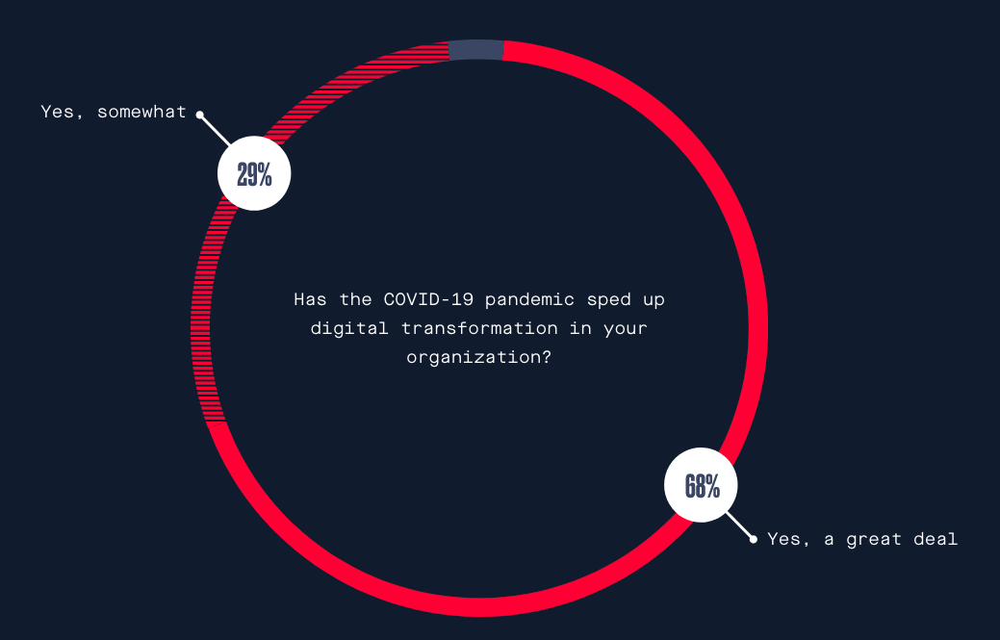 Yes, somewhat
29%
Has the COVID-19 pandemic sped up
digital transformation in your
organization?
68%
Yes, a great deal